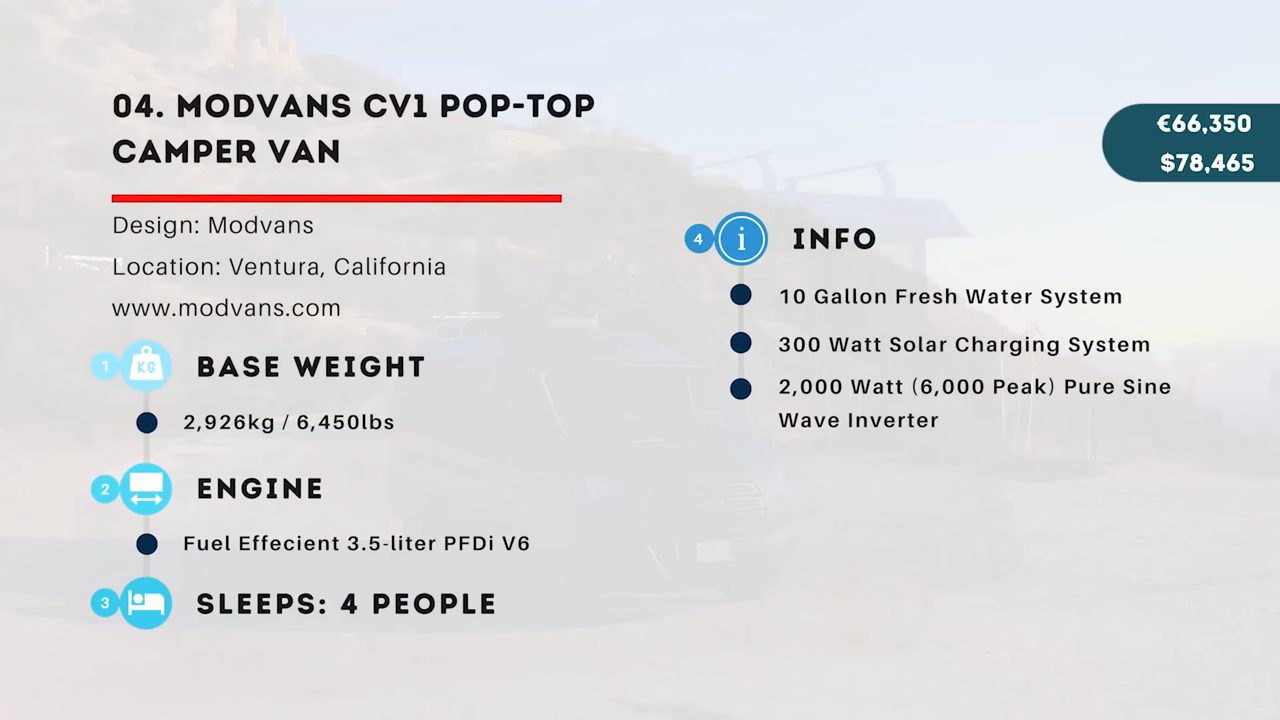 04. MODVANS CV1 POP-TOP
CAMPER VAN
€66,350
$78,465
Design: Modvans
Location: Ventura, California
www.modvans.com
1 KG BASE WEIGHT
2,926kg / 6,450lbs
2 ENGINE
Fuel Effecient 3.5-liter PFDi V6
3 SLEEPS: 4 PEOPLE
4 i INFO
10 Gallon Fresh Water System
300 Watt Solar Charging System
2,000 Watt (6,000 Peak) Pure Sine
Wave Inverter